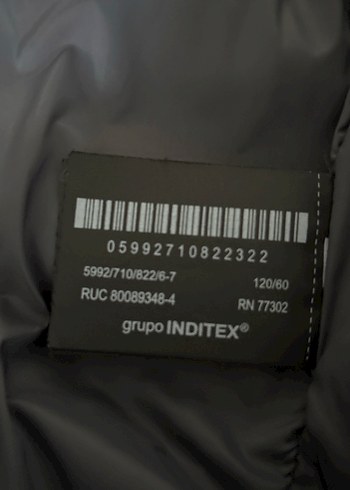 05992710822322
5992/710/822/6-7 120/60
RUC 80089348-4 RN 77302
grupo INDITEX®